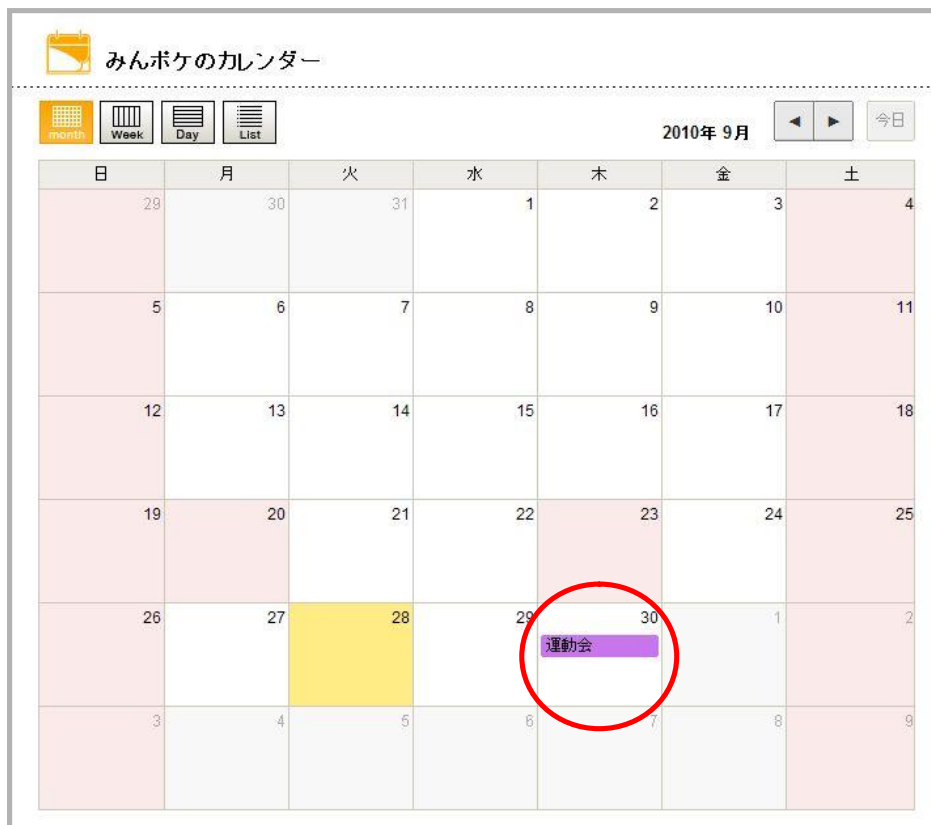 みんポケのカレンダー
month Week Day List 2010年 9月 ◄ ► 今日
日 月 火 水 木 金 土
29 30 31 1 2 3 4
5 6 7 8 9 10 11
12 13 14 15 16 17 18
19 20 21 22 23 24 25
26 27 28 29 30 1 2
運動会
3 4 5 6 7 8 9